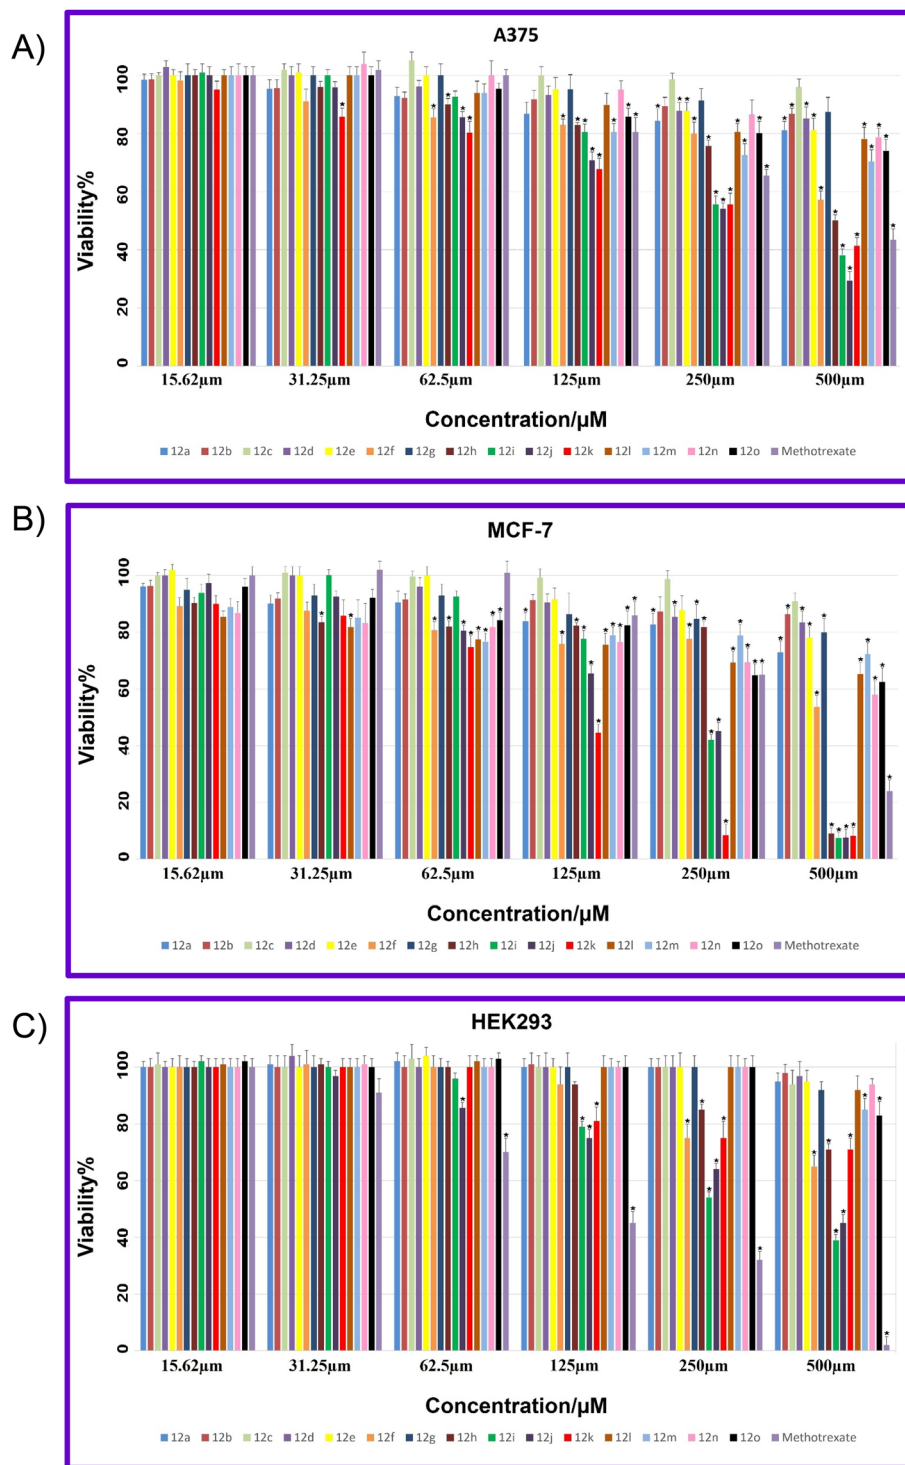 A)
A375
Viability%
100
80
60
40
20
0
15.62µm 31.25µm 62.5µm 125µm 250µm 500µm
Concentration/µM
12a 12b 12c 12d 12e 12f 12g 12h 12i 12j 12k 12l 12m 12n 12o Methotrexate
B)
MCF-7
Viability%
100
80
60
40
20
0
15.62µm 31.25µm 62.5µm 125µm 250µm 500µm
Concentration/µM
12a 12b 12c 12d 12e 12f 12g 12h 12i 12j 12k 12l 12m 12n 12o Methotrexate
C)
HEK293
Viability%
100
80
60
40
20
0
15.62µm 31.25µm 62.5µm 125µm 250µm 500µm
Concentration/µM
12a 12b 12c 12d 12e 12f 12g 12h 12i 12j 12k 12l 12m 12n 12o Methotrexate